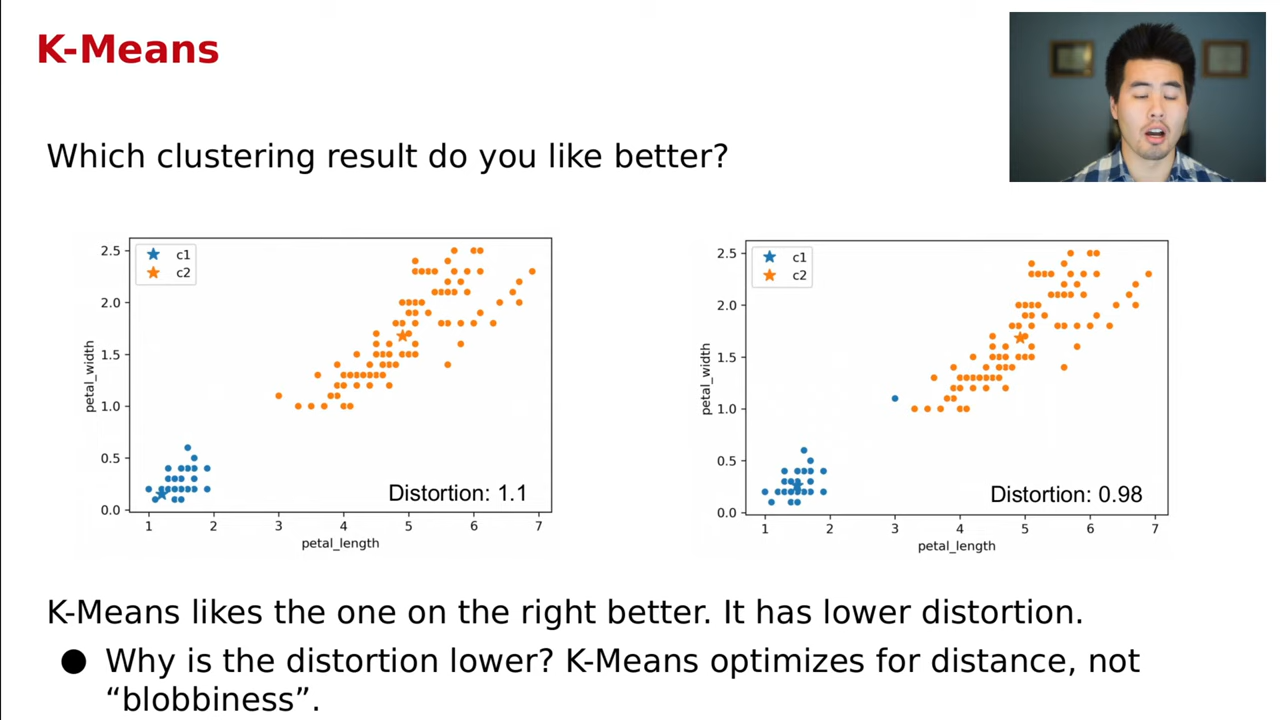 K-Means
Which clustering result do you like better?
c1
c2
2.5
2.0
1.5
1.0
0.5
0.0
petal_width
Distortion: 1.1
1 2 3 4 5 6 7
petal_length
c1
c2
2.5
2.0
1.5
1.0
0.5
0.0
petal_width
Distortion: 0.98
1 2 3 4 5 6 7
petal_length
K-Means likes the one on the right better. It has lower distortion.
● Why is the distortion lower? K-Means optimizes for distance, not
“blobbiness”.